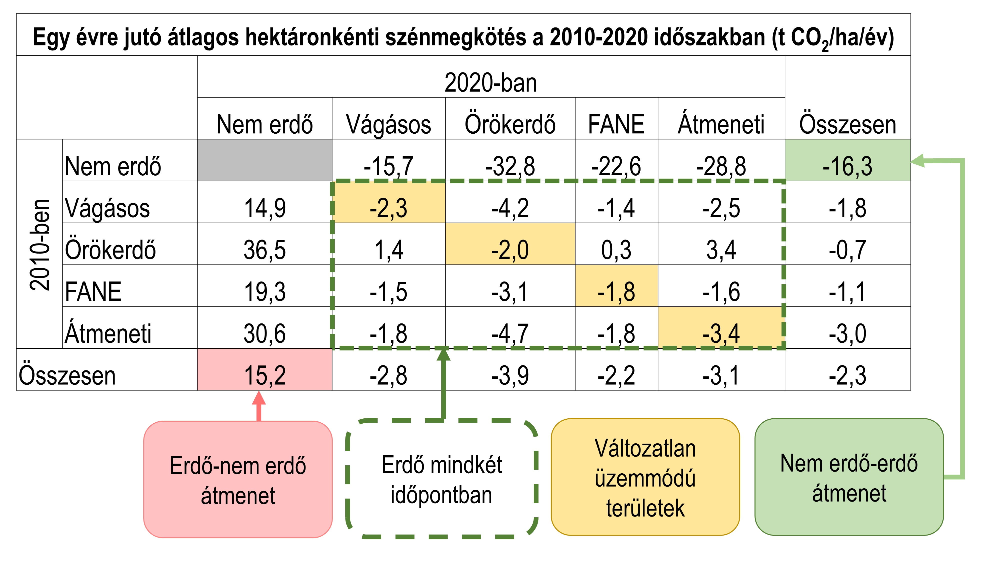 Egy évre jutó átlagos hektáronkénti szénmegkötés a 2010-2020 időszakban (t CO₂/ha/év)
2020-ban
Nem erdő Vágásos Örökerdő FANE Átmeneti Összesen
2010-ben
Nem erdő -15,7 -32,8 -22,6 -28,8 -16,3
Vágásos 14,9 -2,3 -4,2 -1,4 -2,5 -1,8
Örökerdő 36,5 1,4 -2,0 0,3 3,4 -0,7
FANE 19,3 -1,5 -3,1 -1,8 -1,6 -1,1
Átmeneti 30,6 -1,8 -4,7 -1,8 -3,4 -3,0
Összesen 15,2 -2,8 -3,9 -2,2 -3,1 -2,3
Erdő-nem erdő
átmenet
Erdő mindkét
időpontban
Változatlan
üzemmódú
területek
Nem erdő-erdő
átmenet